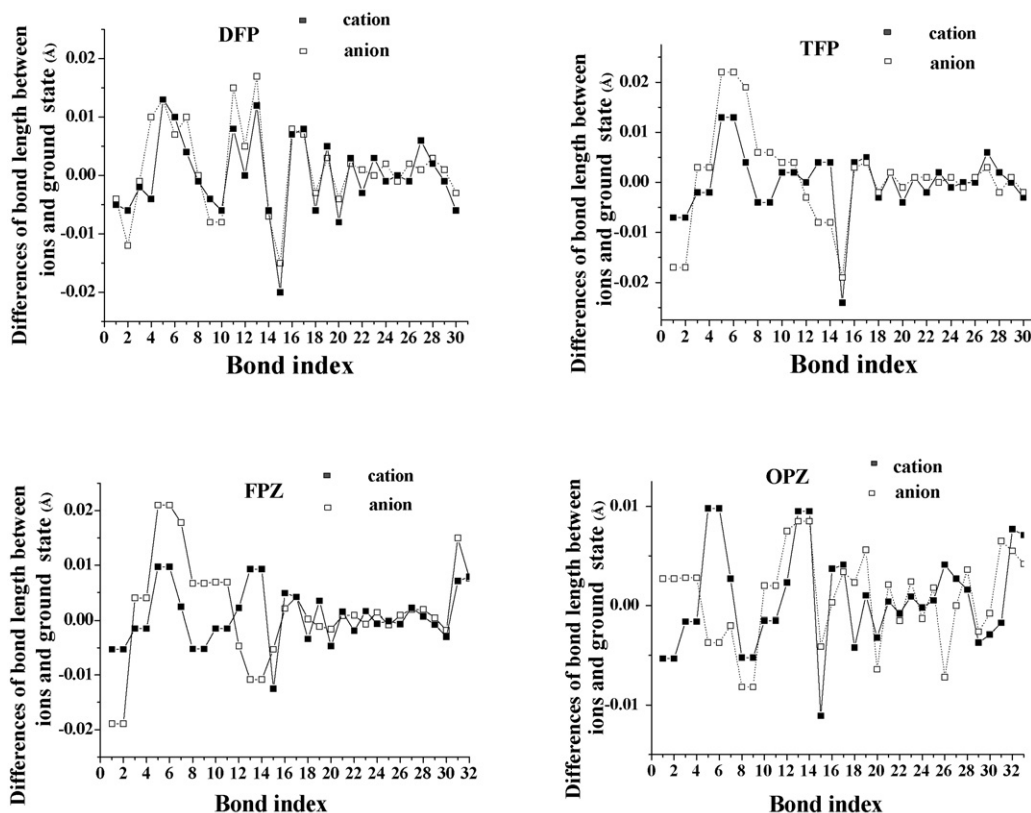 DFP
cation
anion
Differences of bond length between
ions and ground state (Å)
0.02
0.01
0.00
-0.01
-0.02
0 2 4 6 8 10 12 14 16 18 20 22 24 26 28 30
Bond index
TFP
cation
anion
Differences of bond length between
ions and ground state (Å)
0.02
0.01
0.00
-0.01
-0.02
0 2 4 6 8 10 12 14 16 18 20 22 24 26 28 30
Bond index
FPZ
cation
anion
Differences of bond length between
ions and ground state (Å)
0.02
0.01
0.00
-0.01
-0.02
0 2 4 6 8 10 12 14 16 18 20 22 24 26 28 30 32
Bond index
OPZ
cation
anion
Differences of bond length between
ions and ground state (Å)
0.01
0.00
-0.01
0 2 4 6 8 10 12 14 16 18 20 22 24 26 28 30 32
Bond index